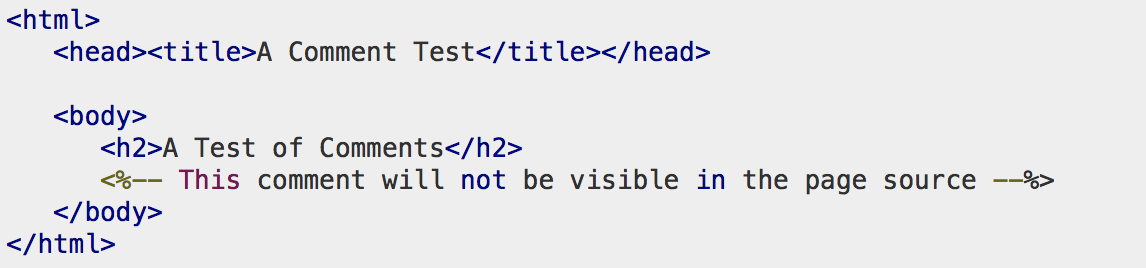 <html>
<head><title>A Comment Test</title></head>
<body>
<h2>A Test of Comments</h2>
<%-- This comment will not be visible in the page source --%>
</body>
</html>